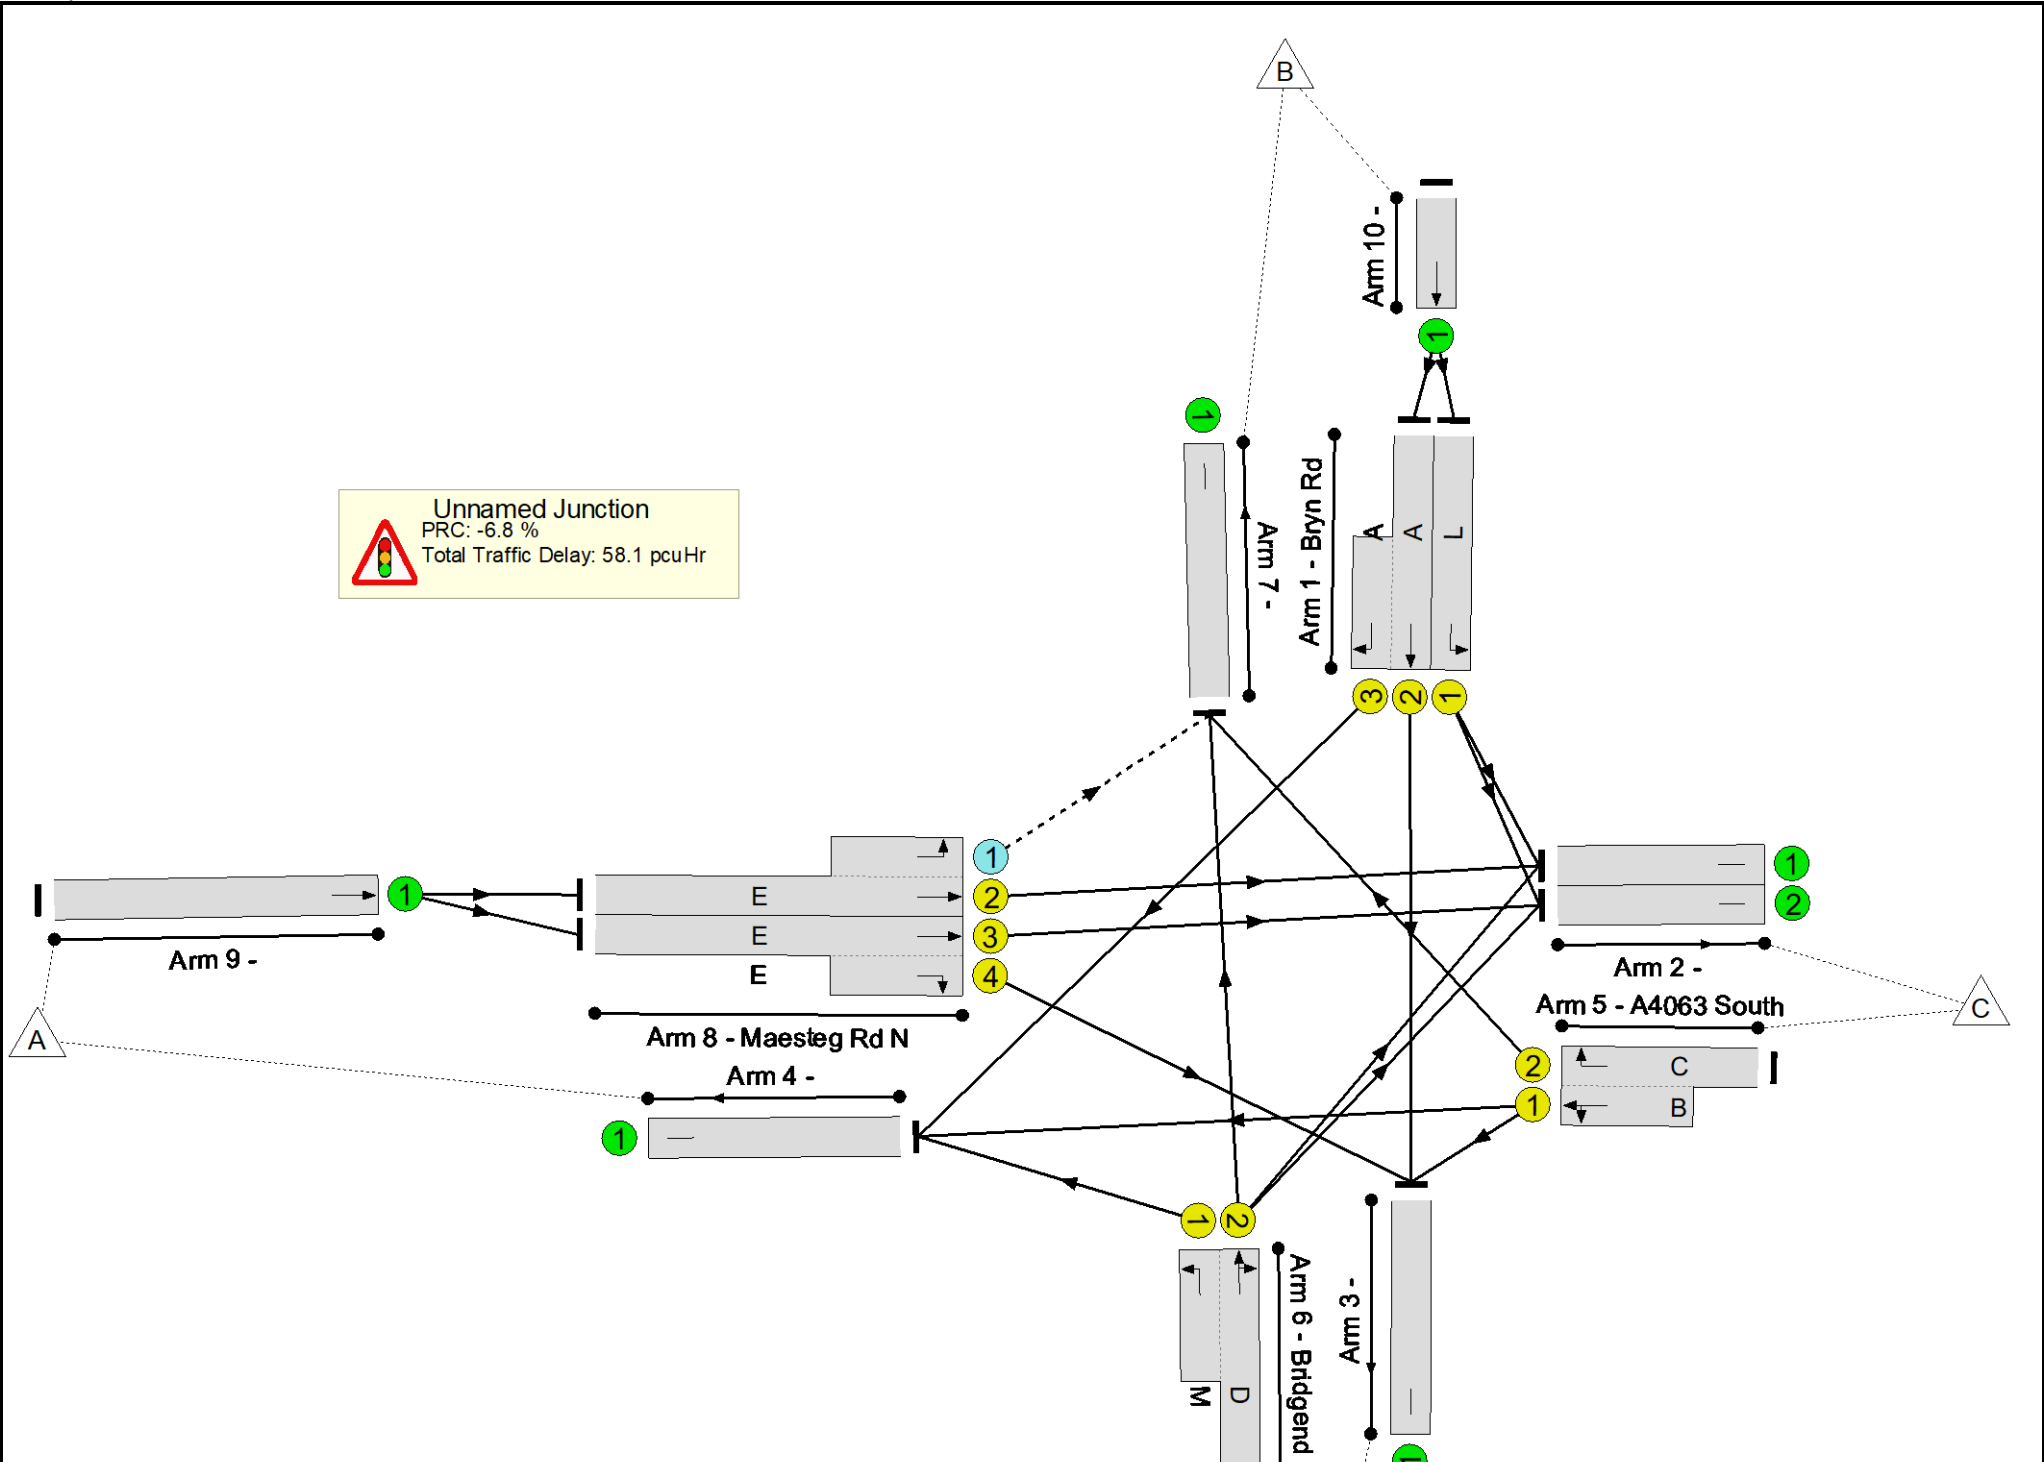 B
Arm 10 -
1
1
Arm 7 -
Arm 1 - Bryn Rd
A
A
L
3
2
1
Unnamed Junction
PRC: -6.8 %
Total Traffic Delay: 58.1 pcuHr
1
Arm 9 -
A
E
E
E
1
2
3
4
Arm 8 - Maesteg Rd N
1
2
Arm 2 -
C
Arm 5 - A4063 South
C
B
2
1
Arm 4 -
1
1
2
M
D
Arm 6 - Bridgend
Arm 3 -